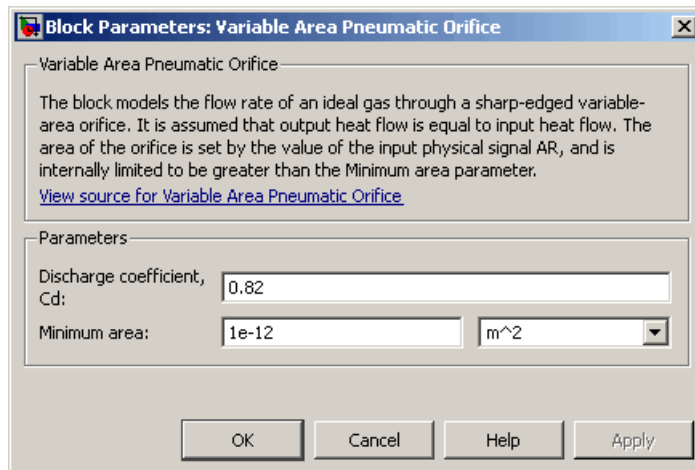 Block Parameters: Variable Area Pneumatic Orifice
Variable Area Pneumatic Orifice
The block models the flow rate of an ideal gas through a sharp-edged variable-
area orifice. It is assumed that output heat flow is equal to input heat flow. The
area of the orifice is set by the value of the input physical signal AR, and is
internally limited to be greater than the Minimum area parameter.
View source for Variable Area Pneumatic Orifice
Parameters
Discharge coefficient,
Cd:
0.82
Minimum area: 1e-12 m^2
OK Cancel Help Apply